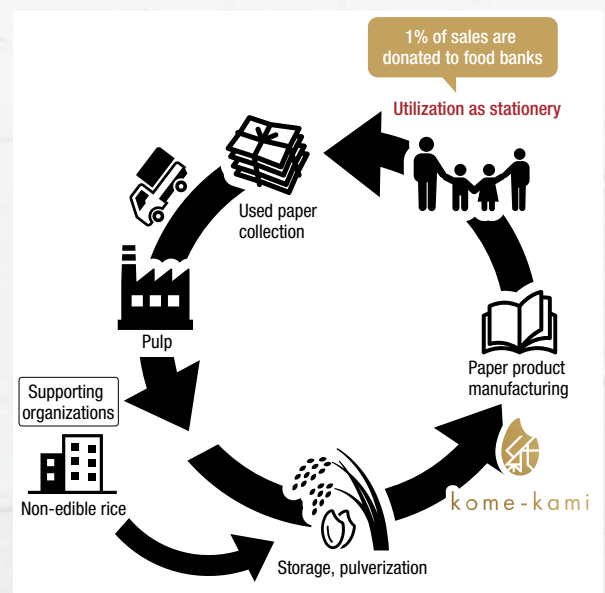 1% of sales are
donated to food banks
Utilization as stationery
Used paper
collection
Pulp
Paper product
manufacturing
Supporting
organizations
kome-kami
Non-edible rice
Storage, pulverization